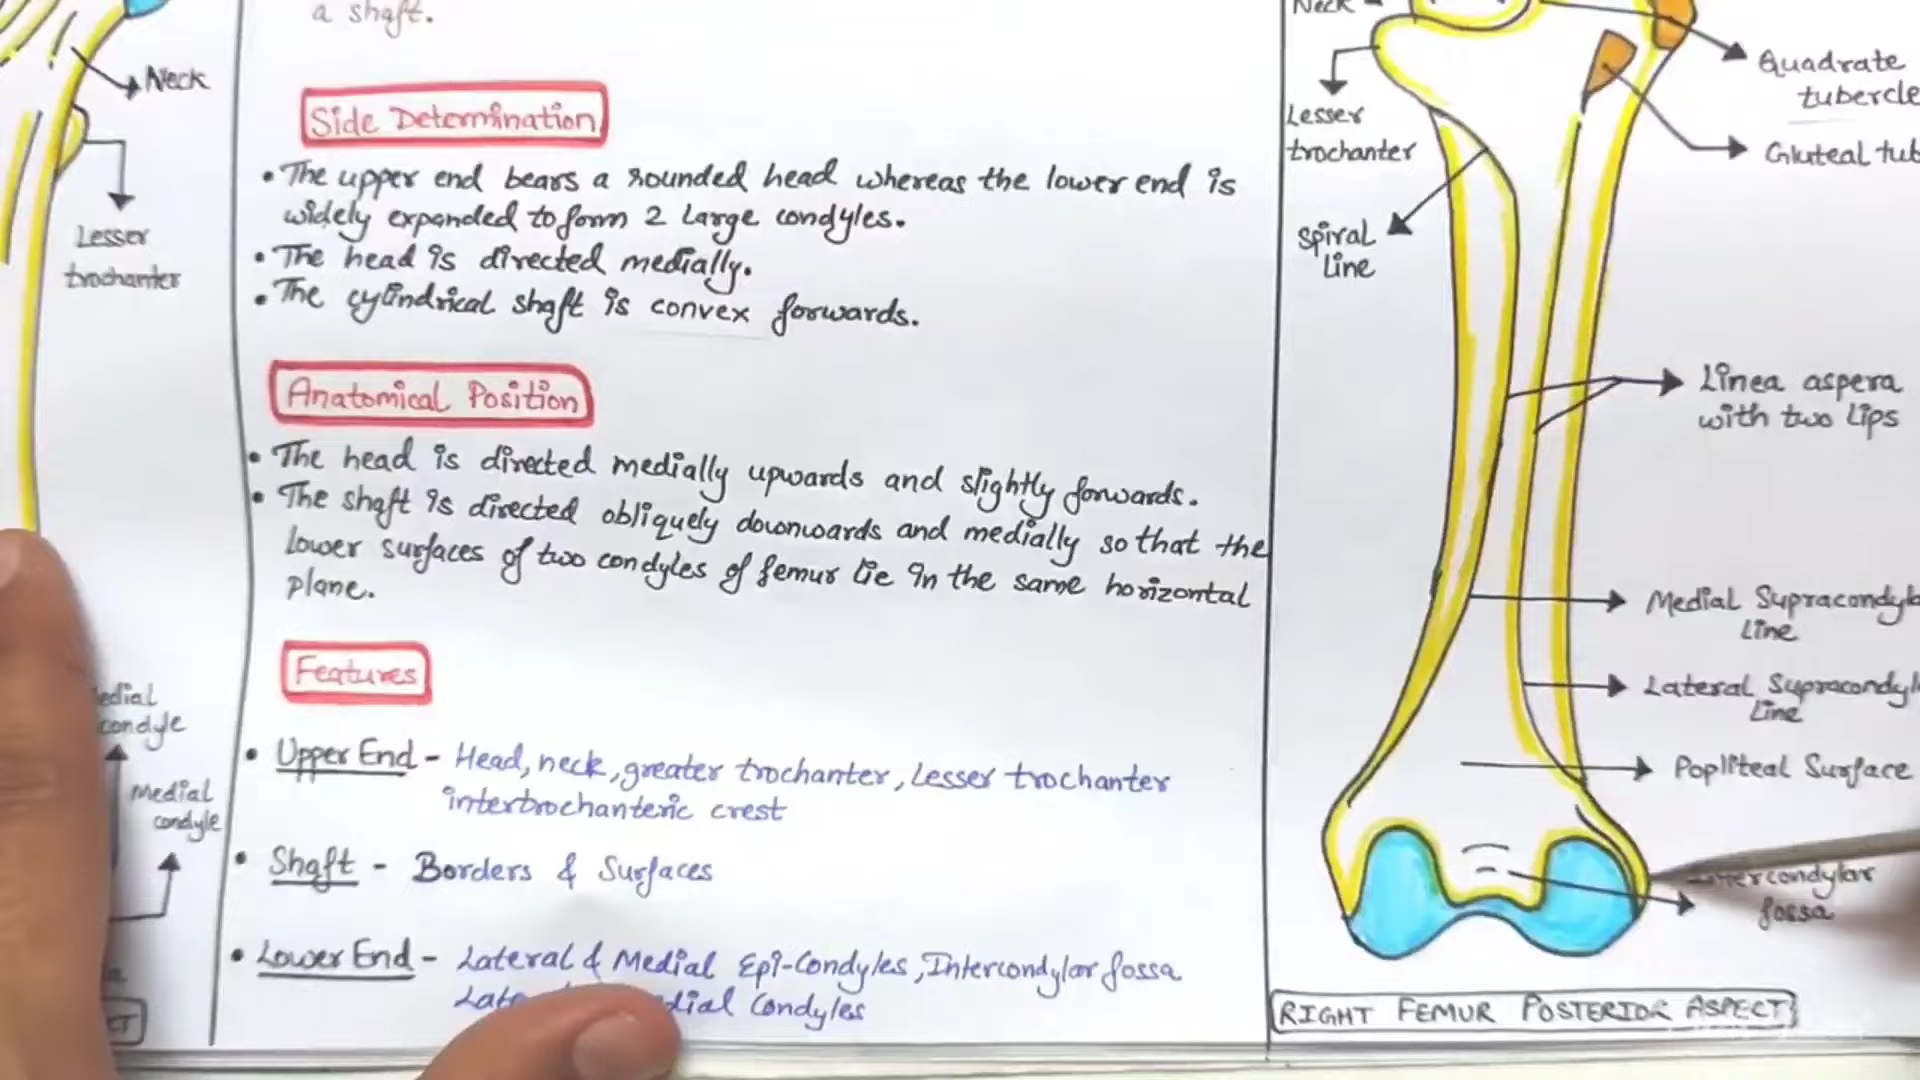 a shaft.
Neck
Lesser
trochanter
condyle
Medial
condyle
Side Determination
• The upper end bears a rounded head whereas the lower end is
widely expanded to form 2 large condyles.
• The head is directed medially.
• The cylindrical shaft is convex forwards.
Anatomical Position
• The head is directed medially upwards and slightly forwards.
• The shaft is directed obliquely downwards and medially so that the
lower surfaces of two condyles of femur lie in the same horizontal
plane.
Features
• Upper End - Head, neck, greater trochanter, Lesser trochanter
intertrochanteric crest
• Shaft - Borders & Surfaces
• Lower End - Lateral & Medial Epi-Condyles, Intercondylar fossa
Condyles
Neck
Quadrate
tubercle
Lesser
trochanter
Gluteal
Spiral
Line
Linea aspera
with two lips
Medial
Line
Lateral
Line
Popliteal Surface
fossa
RIGHT FEMUR POSTERIOR ASPECT